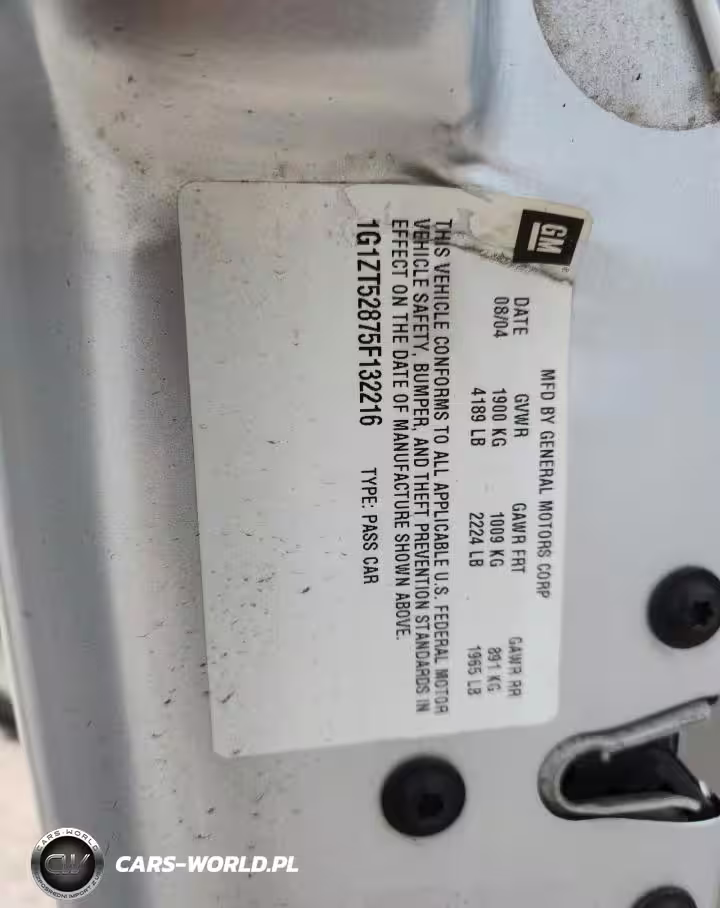 GM
®
MFD BY GENERAL MOTORS CORP
DATE GVWR GAWR FRT GAWR RR
08/04 1900 KG 1009 KG 891 KG
4189 LB 2224 LB 1965 LB
THIS VEHICLE CONFORMS TO ALL APPLICABLE U.S. FEDERAL MOTOR
VEHICLE SAFETY, BUMPER, AND THEFT PREVENTION STANDARDS IN
EFFECT ON THE DATE OF MANUFACTURE SHOWN ABOVE.
1G1ZT52875F132216 TYPE: PASS CAR
CARS-WORLD
CW
CARS-WORLD.PL